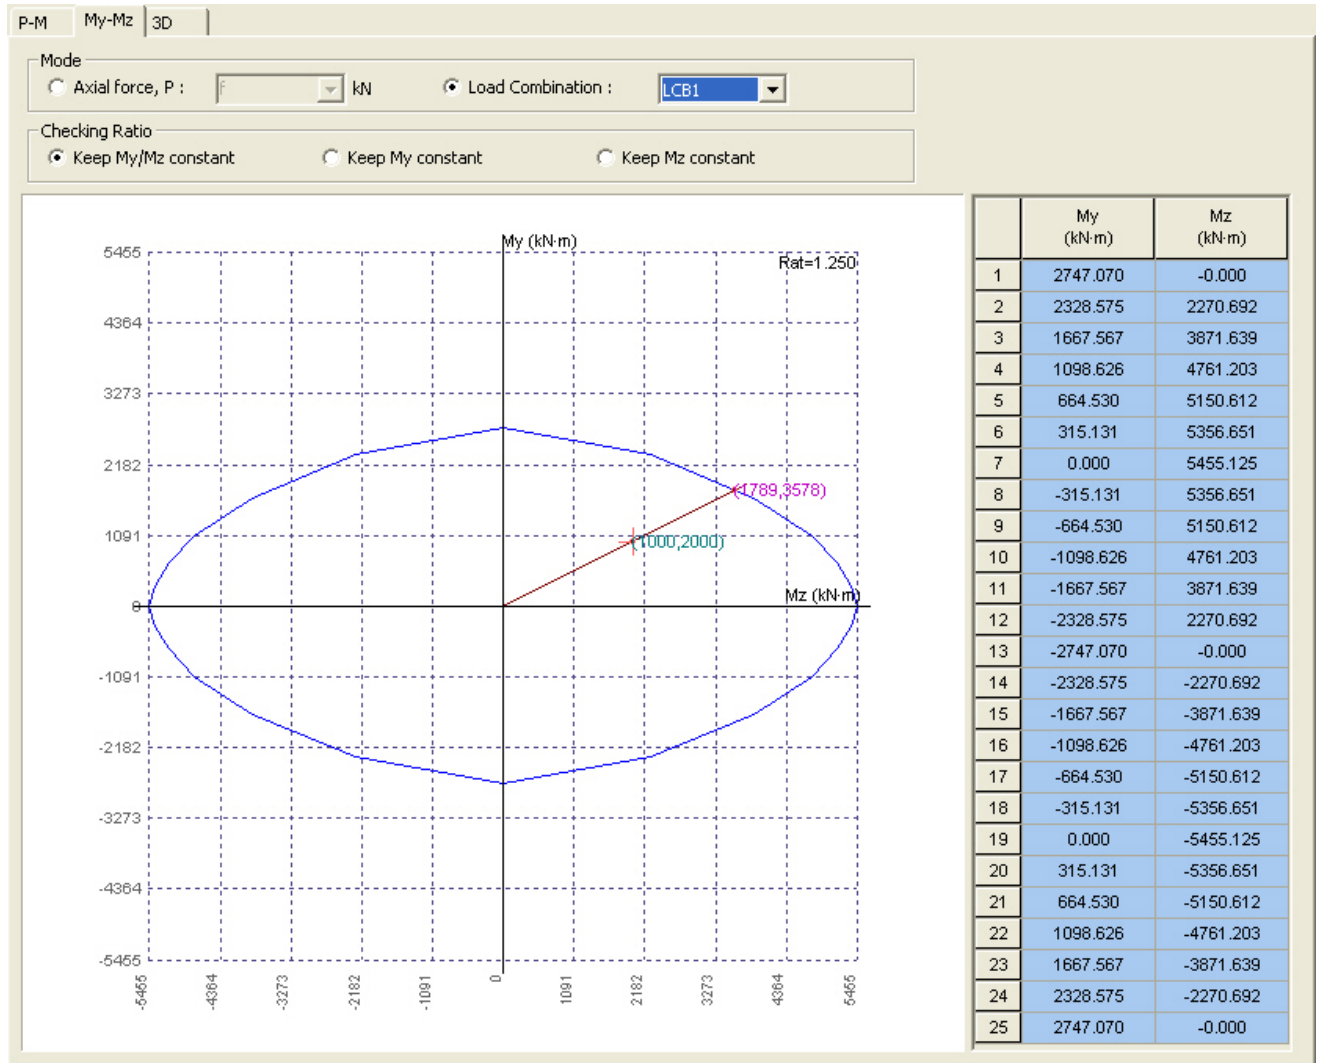 P-M My-Mz 3D
Mode
Axial force, P : f kN Load Combination : LCB1
Checking Ratio
Keep My/Mz constant Keep My constant Keep Mz constant
My (kN·m)
Rat=1.250
5455
4364
3273
2182
1091
0
-1091
-2182
-3273
-4364
-5455
(1789,3578)
(1000,2000)
Mz (kN·m)
-5455 -4364 -3273 -2182 -1091 0 1091 2182 3273 4364 5455
My Mz
(kN·m) (kN·m)
1 2747.070 -0.000
2 2328.575 2270.692
3 1667.567 3871.639
4 1098.626 4761.203
5 664.530 5150.612
6 315.131 5356.651
7 0.000 5455.125
8 -315.131 5356.651
9 -664.530 5150.612
10 -1098.626 4761.203
11 -1667.567 3871.639
12 -2328.575 2270.692
13 -2747.070 -0.000
14 -2328.575 -2270.692
15 -1667.567 -3871.639
16 -1098.626 -4761.203
17 -664.530 -5150.612
18 -315.131 -5356.651
19 0.000 -5455.125
20 315.131 -5356.651
21 664.530 -5150.612
22 1098.626 -4761.203
23 1667.567 -3871.639
24 2328.575 -2270.692
25 2747.070 -0.000